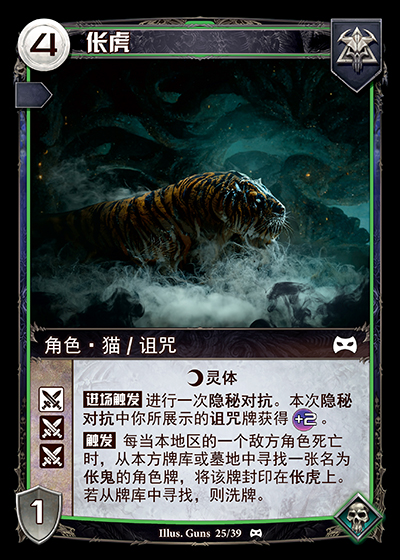 4
伥虎
角色·猫 / 诅咒
灵体
进场触发 进行一次隐秘对抗。本次隐秘
对抗中你所展示的诅咒牌获得 +2 。
触发 每当本地区的一个敌方角色死亡
时，从本方牌库或墓地中寻找一张名为
伥鬼的角色牌，将该牌封印在伥虎上。
若从牌库中寻找，则洗牌。
1
Illus. Guns 25/39